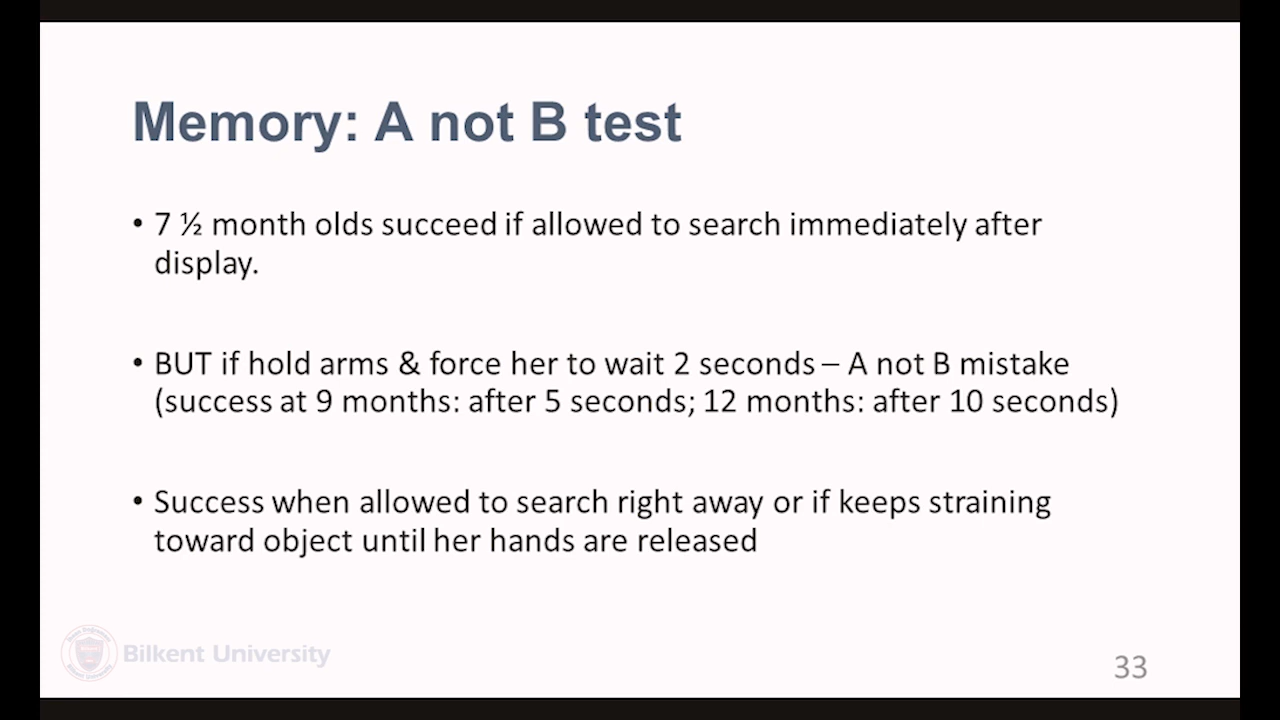 Memory: A not B test
• 7 ½ month olds succeed if allowed to search immediately after
display.
• BUT if hold arms & force her to wait 2 seconds – A not B mistake
(success at 9 months: after 5 seconds; 12 months: after 10 seconds)
• Success when allowed to search right away or if keeps straining
toward object until her hands are released
Bilkent University
33